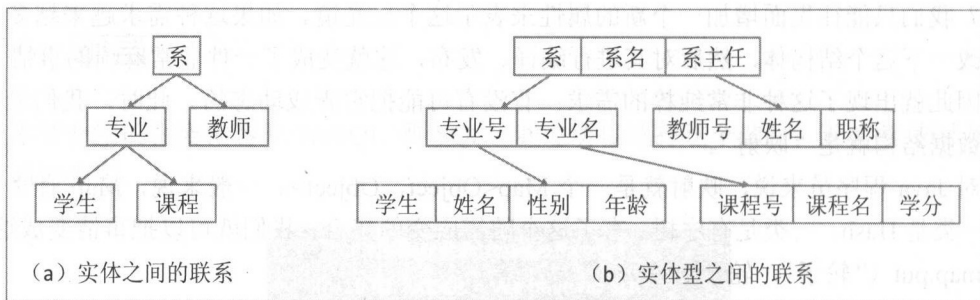 系
专业 教师
学生 课程
(a) 实体之间的联系
系 系名 系主任
专业号 专业名 教师号 姓名 职称
学生 姓名 性别 年龄 课程号 课程名 学分
(b) 实体型之间的联系